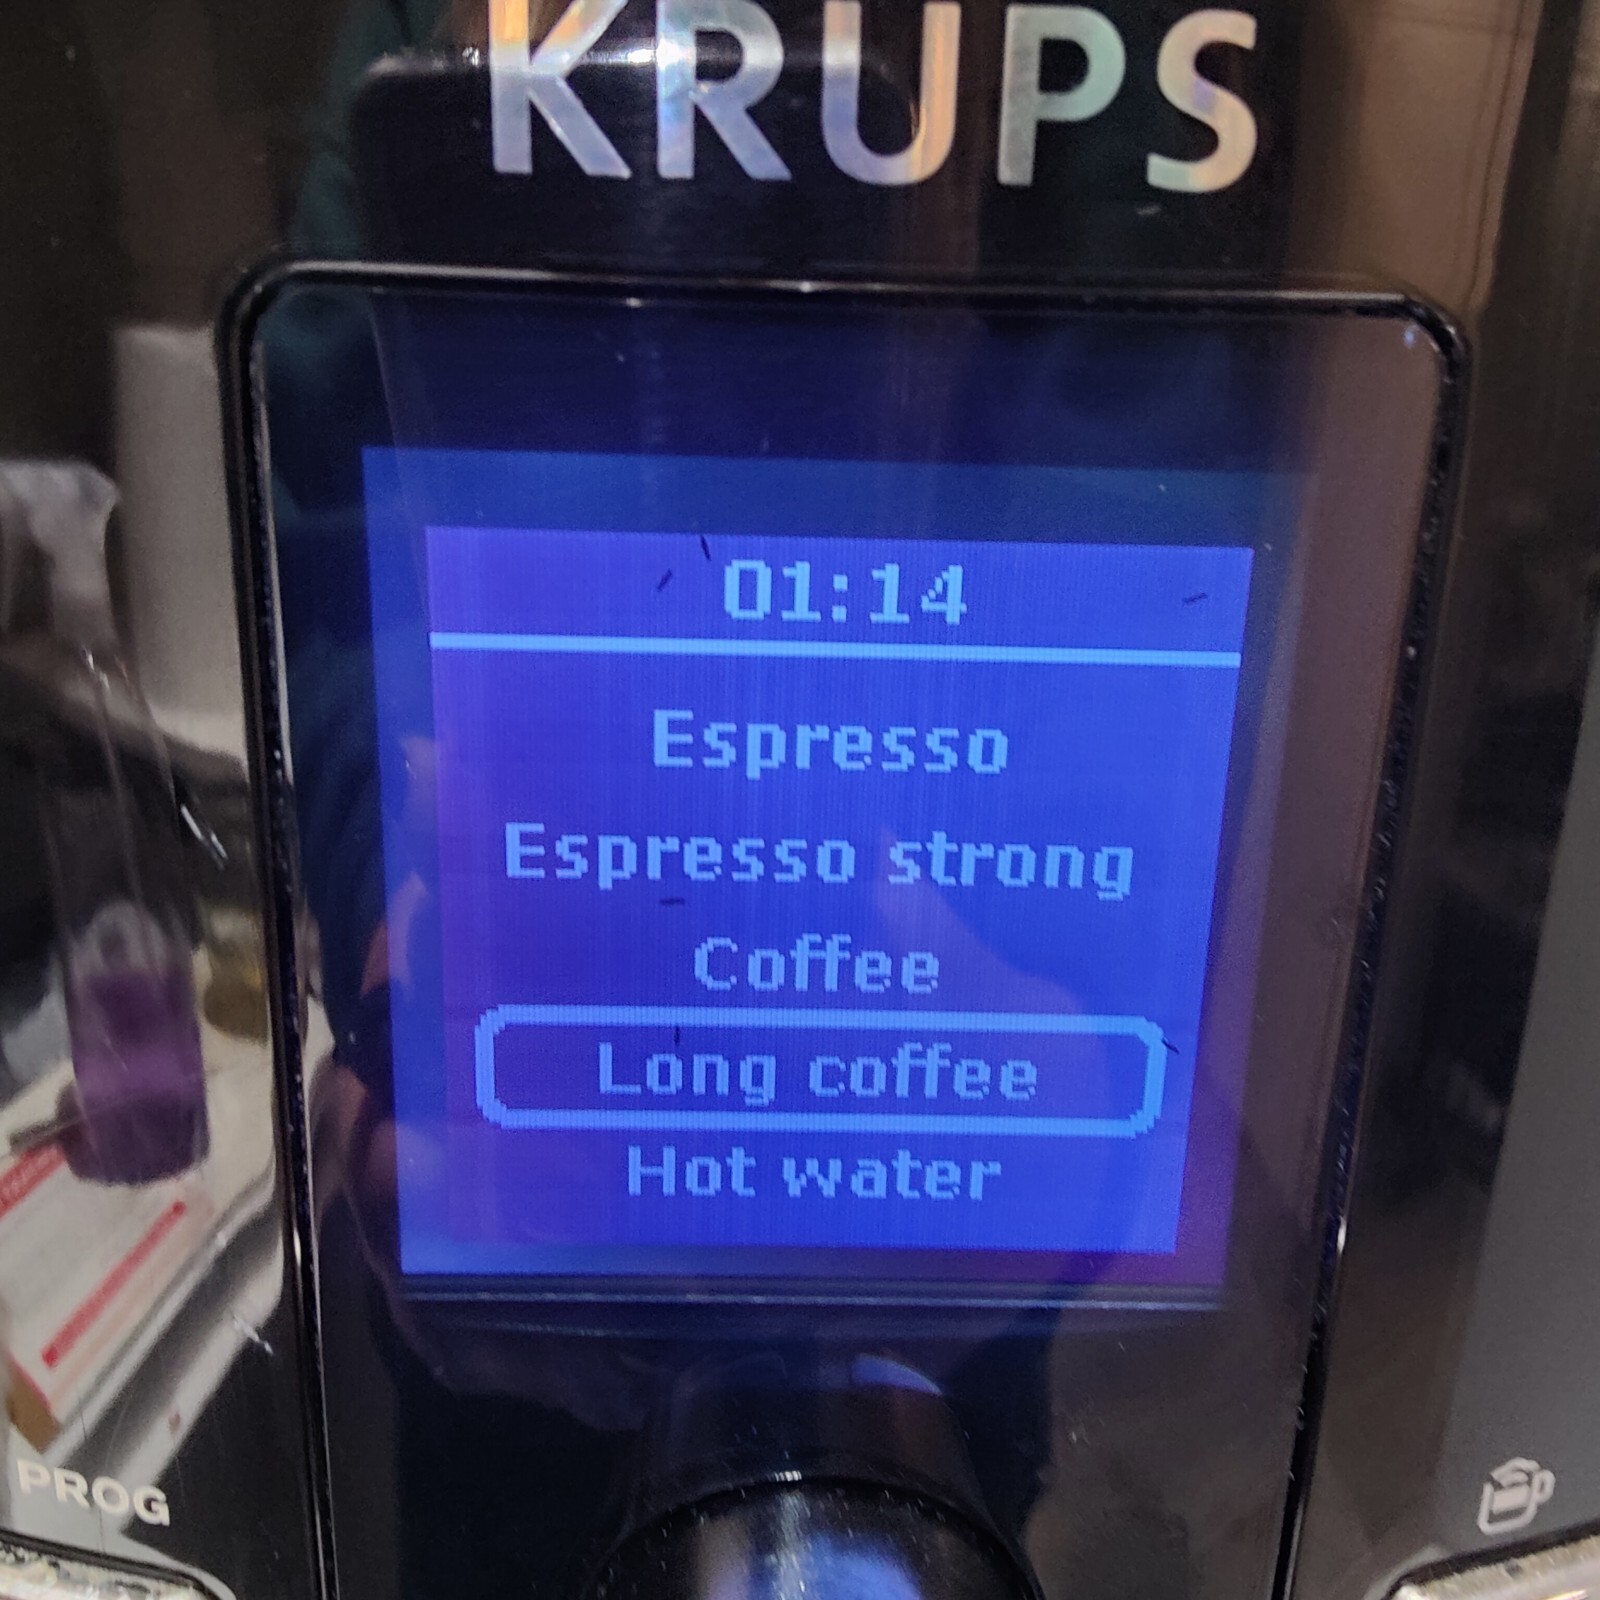 KRUPS
01:14
Espresso
Espresso strong
Coffee
Long coffee
Hot water
PROG